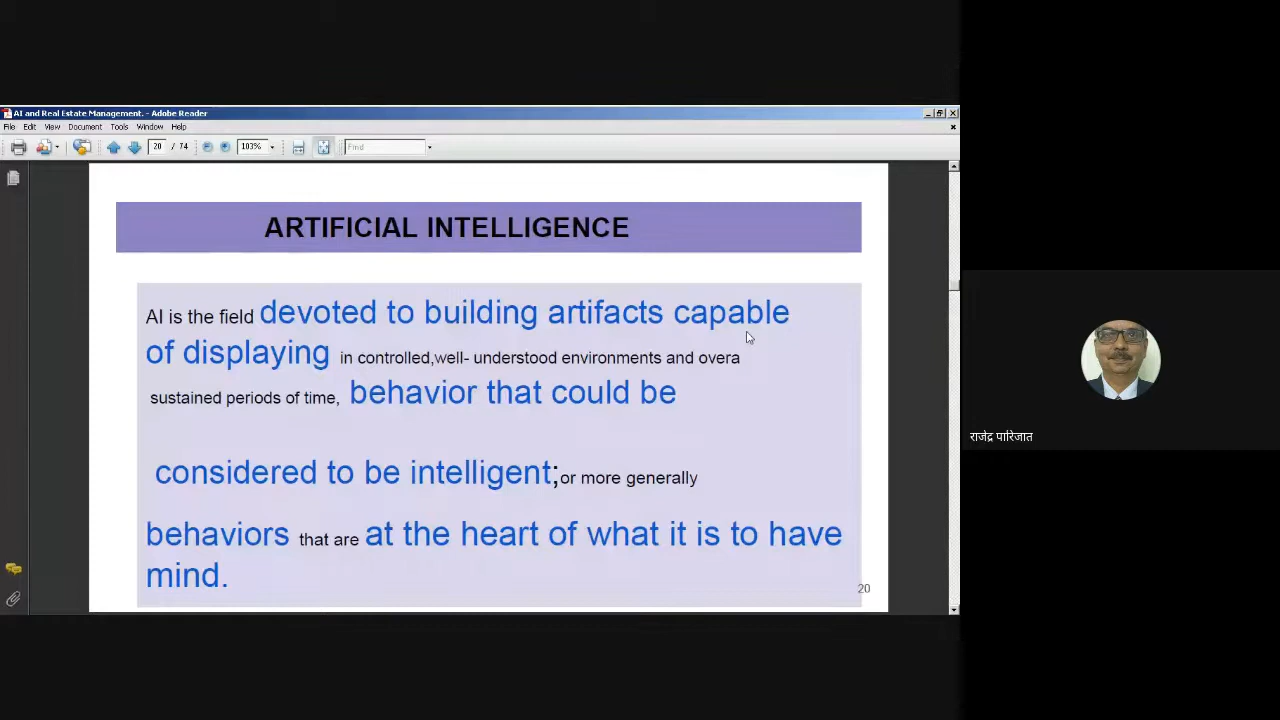 AI and Real Estate Management. - Adobe Reader
File Edit View Document Tools Window Help
20 / 74 103% Find
ARTIFICIAL INTELLIGENCE
AI is the field devoted to building artifacts capable
of displaying in controlled,well- understood environments and overa
sustained periods of time, behavior that could be
considered to be intelligent;or more generally
behaviors that are at the heart of what it is to have
mind.
20
राजेंद्र पारिजात